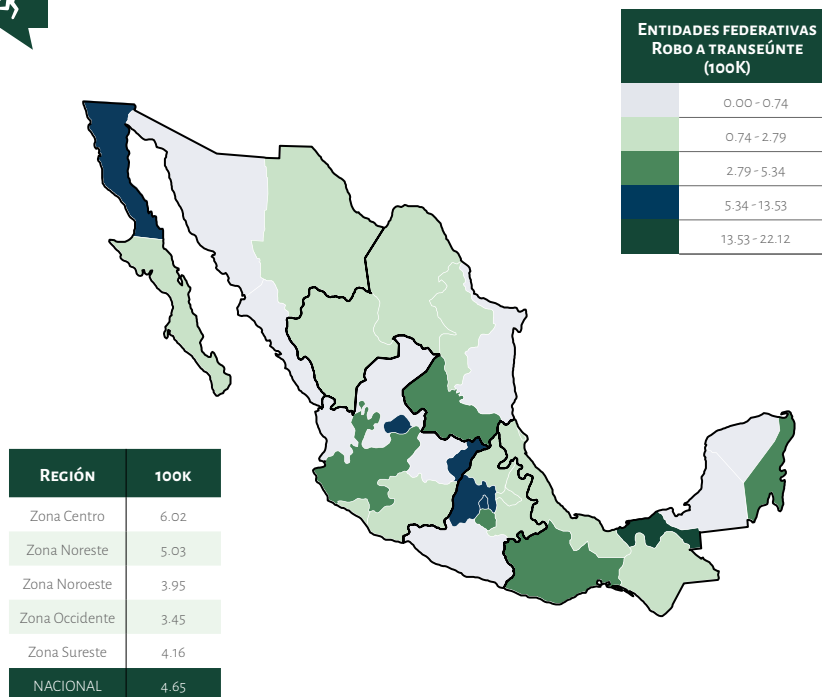 ENTIDADES FEDERATIVAS
ROBO A TRANSEÚNTE
(100K)
0.00 - 0.74
0.74 - 2.79
2.79 - 5.34
5.34 - 13.53
13.53 - 22.12
REGIÓN 100K
Zona Centro 6.02
Zona Noreste 5.03
Zona Noroeste 3.95
Zona Occidente 3.45
Zona Sureste 4.16
NACIONAL 4.65